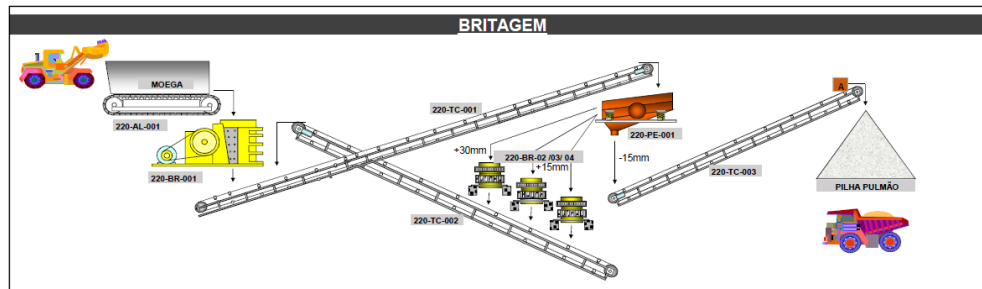 BRITAGEM
MOEGA
220-AL-001
220-BR-001
220-TC-001
220-TC-002
+30mm
220-BR-02 /03/ 04
+15mm
220-PE-001
-15mm
220-TC-003
A
PILHA PULMÃO